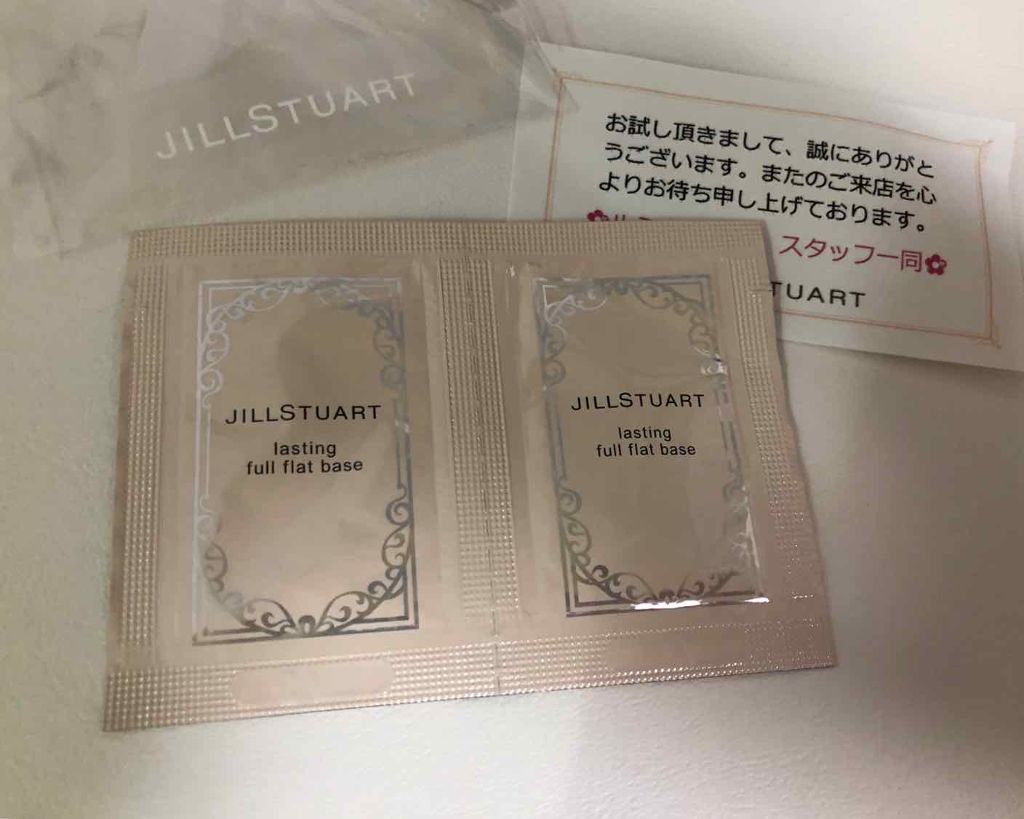 JILLSTUART
お試し頂きまして、誠にありがと
うございます。またのご来店を心
よりお待ち申し上げております。
スタッフ一同
TUART
JILLSTUART
lasting
full flat base
JILLSTUART
lasting
full flat base